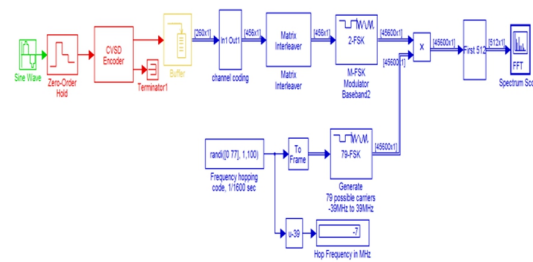 [260x1]
In1 Out1
[456x1]
Matrix
Interleaver
[456x1]
2-FSK
[45600x1]
x
[45600x1]
First 512
[512x1]
FFT
CVSD
Encoder
[45600x1]
Sine Wave
Zero-Order
Hold
Terminator1
Buffer
channel coding
Matrix
Interleaver
M-FSK
Modulator
Baseband2
Spectrum Sco
randi([0 77], 1,100)
To
Frame
79-FSK
[45600x1]
Frequency hopping
code, 1/1600 sec
Generate
79 possible carriers
-39MHz to 39MHz
u-39
-7
Hop Frequency in MHz